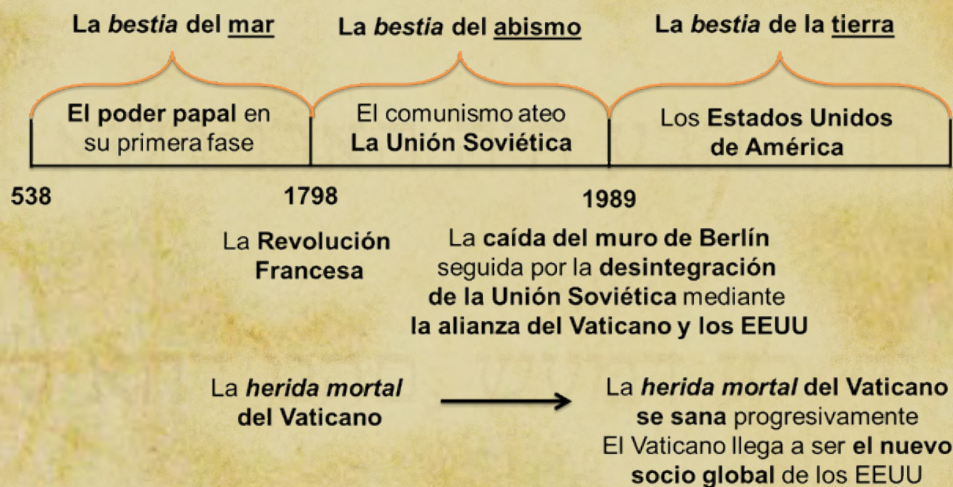 La bestia del mar
La bestia del abismo
La bestia de la tierra
El poder papal en
su primera fase
El comunismo ateo
La Unión Soviética
Los Estados Unidos
de América
538
1798
1989
La Revolución
Francesa
La caída del muro de Berlín
seguida por la desintegración
de la Unión Soviética mediante
la alianza del Vaticano y los EEUU
La herida mortal
del Vaticano
La herida mortal del Vaticano
se sana progresivamente
El Vaticano llega a ser el nuevo
socio global de los EEUU